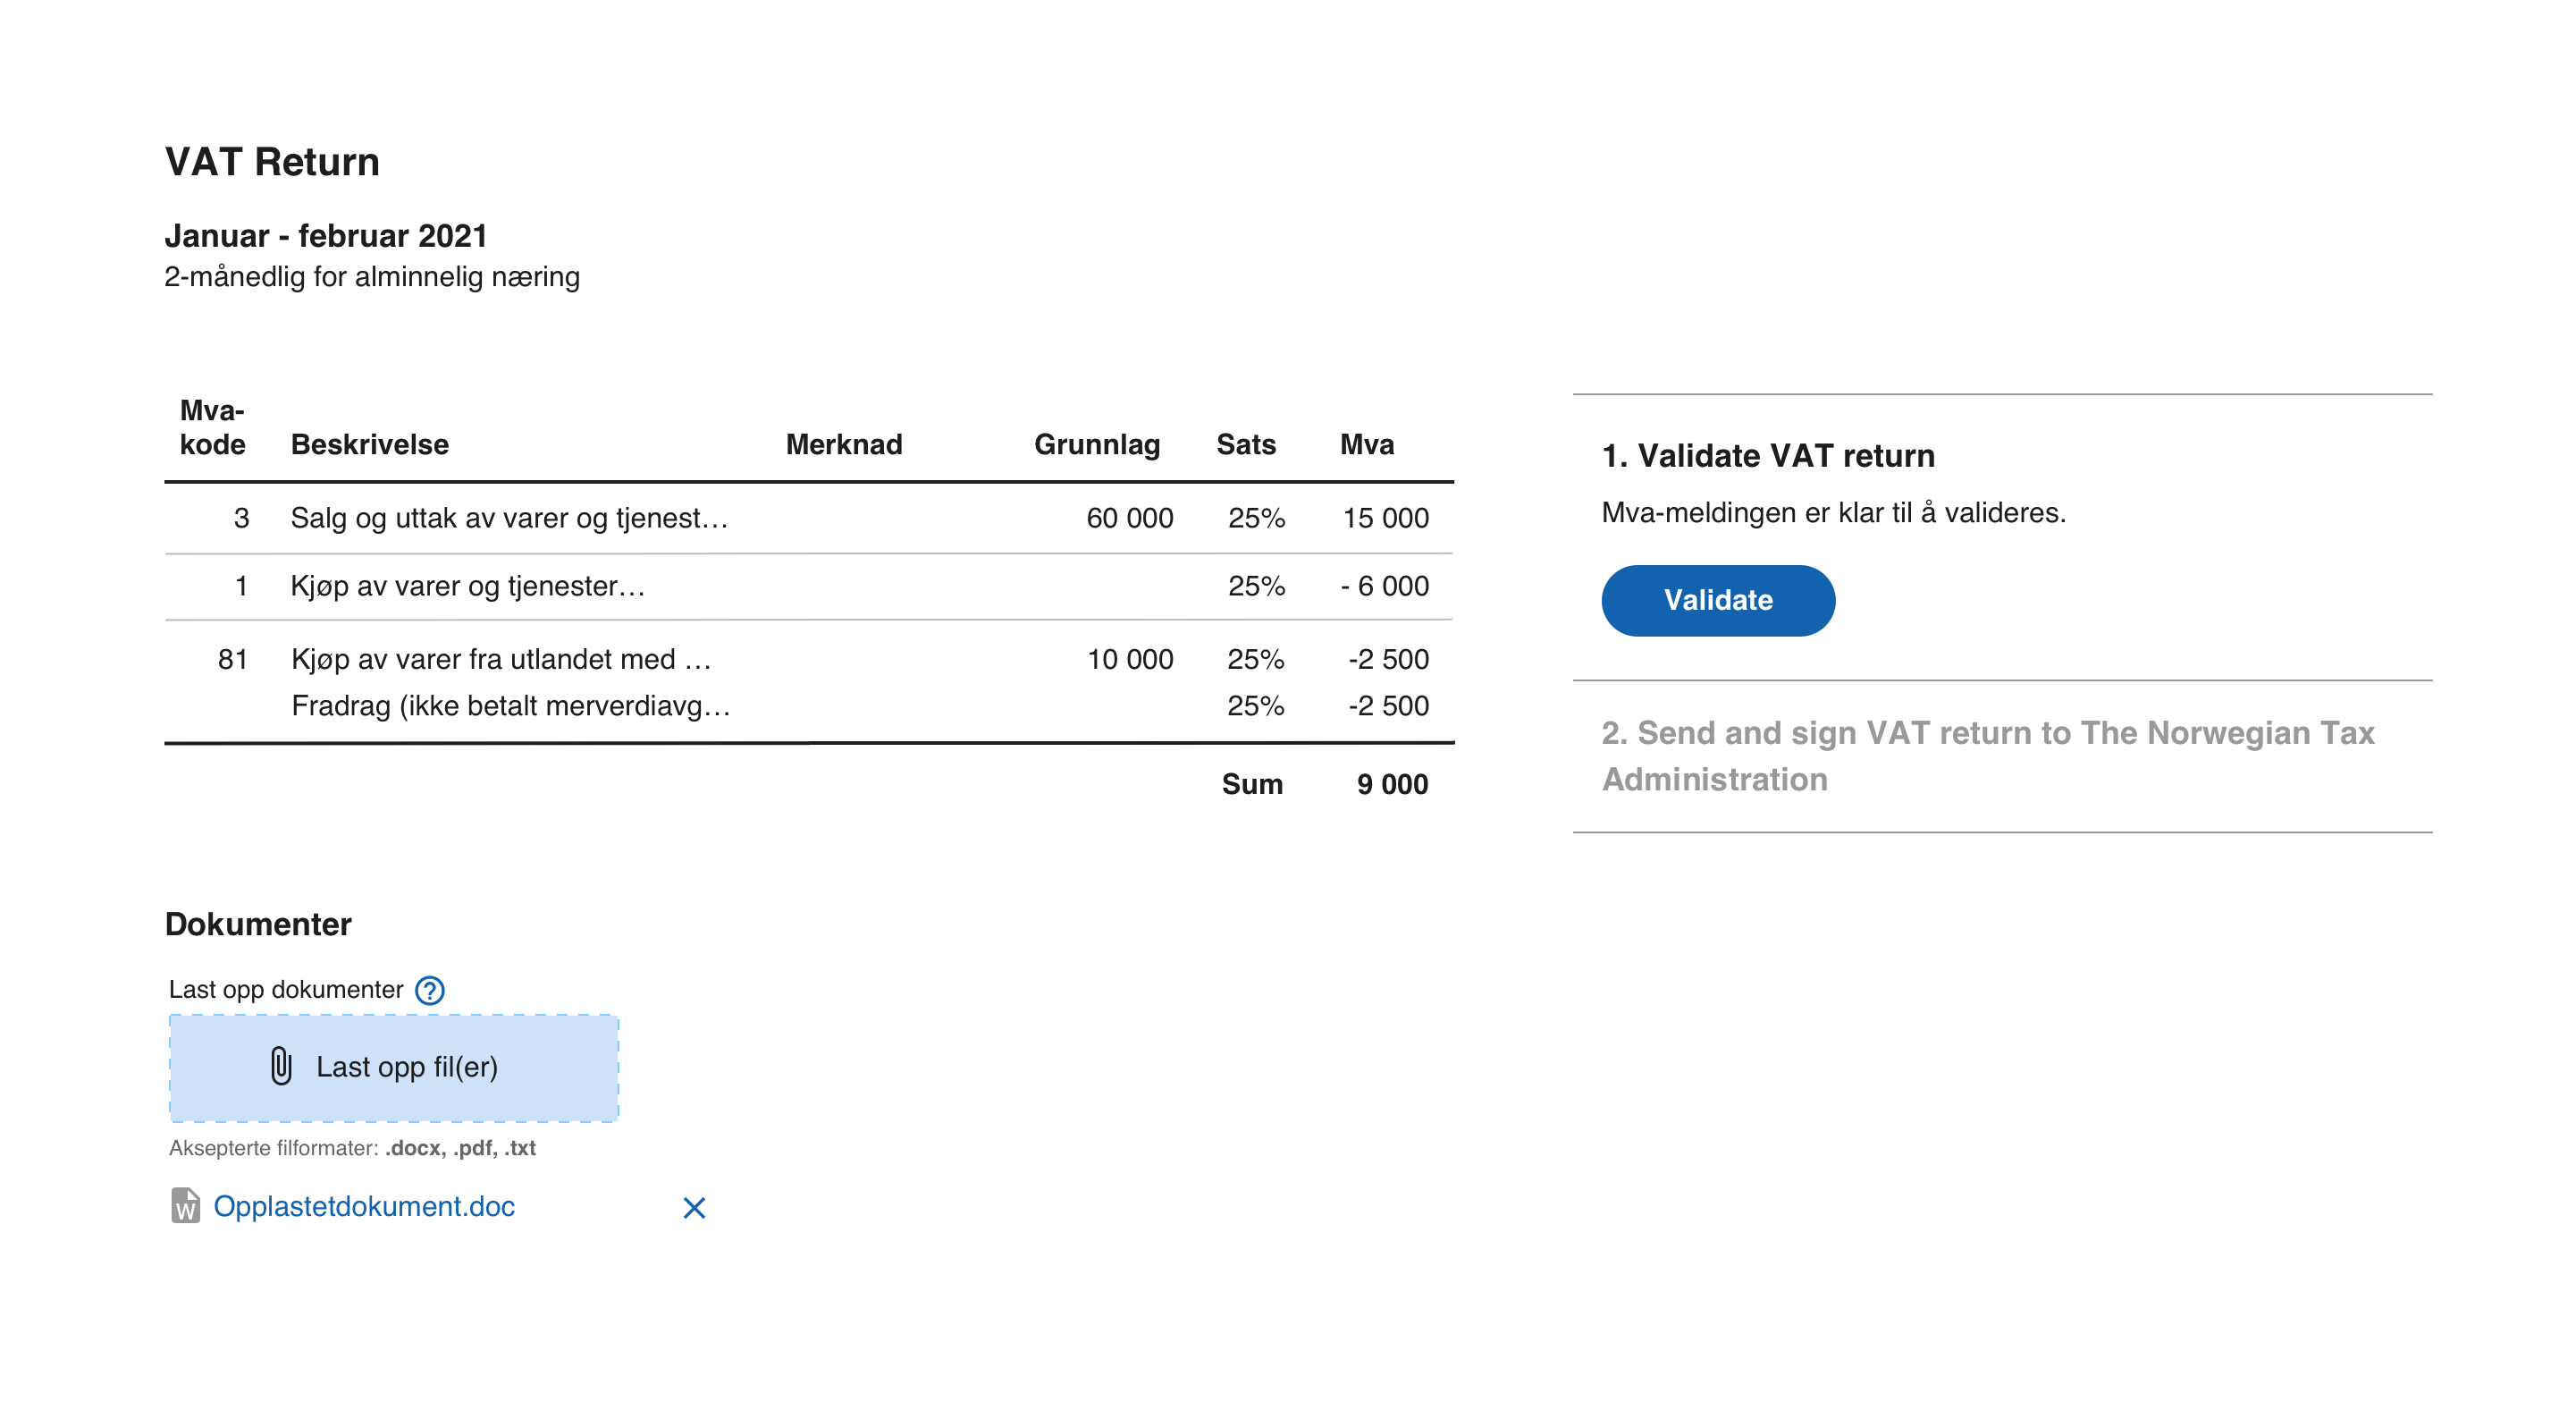 VAT Return
Januar - februar 2021
2-månedlig for alminnelig næring
Mva-
kode Beskrivelse Merknad Grunnlag Sats Mva
3 Salg og uttak av varer og tjenest… 60 000 25% 15 000
1 Kjøp av varer og tjenester… 25% - 6 000
81 Kjøp av varer fra utlandet med … 10 000 25% -2 500
Fradrag (ikke betalt merverdiavg… 25% -2 500
Sum 9 000
1. Validate VAT return
Mva-meldingen er klar til å valideres.
Validate
2. Send and sign VAT return to The Norwegian Tax
Administration
Dokumenter
Last opp dokumenter ?
Last opp fil(er)
Aksepterte filformater: .docx, .pdf, .txt
W Opplastetdokument.doc